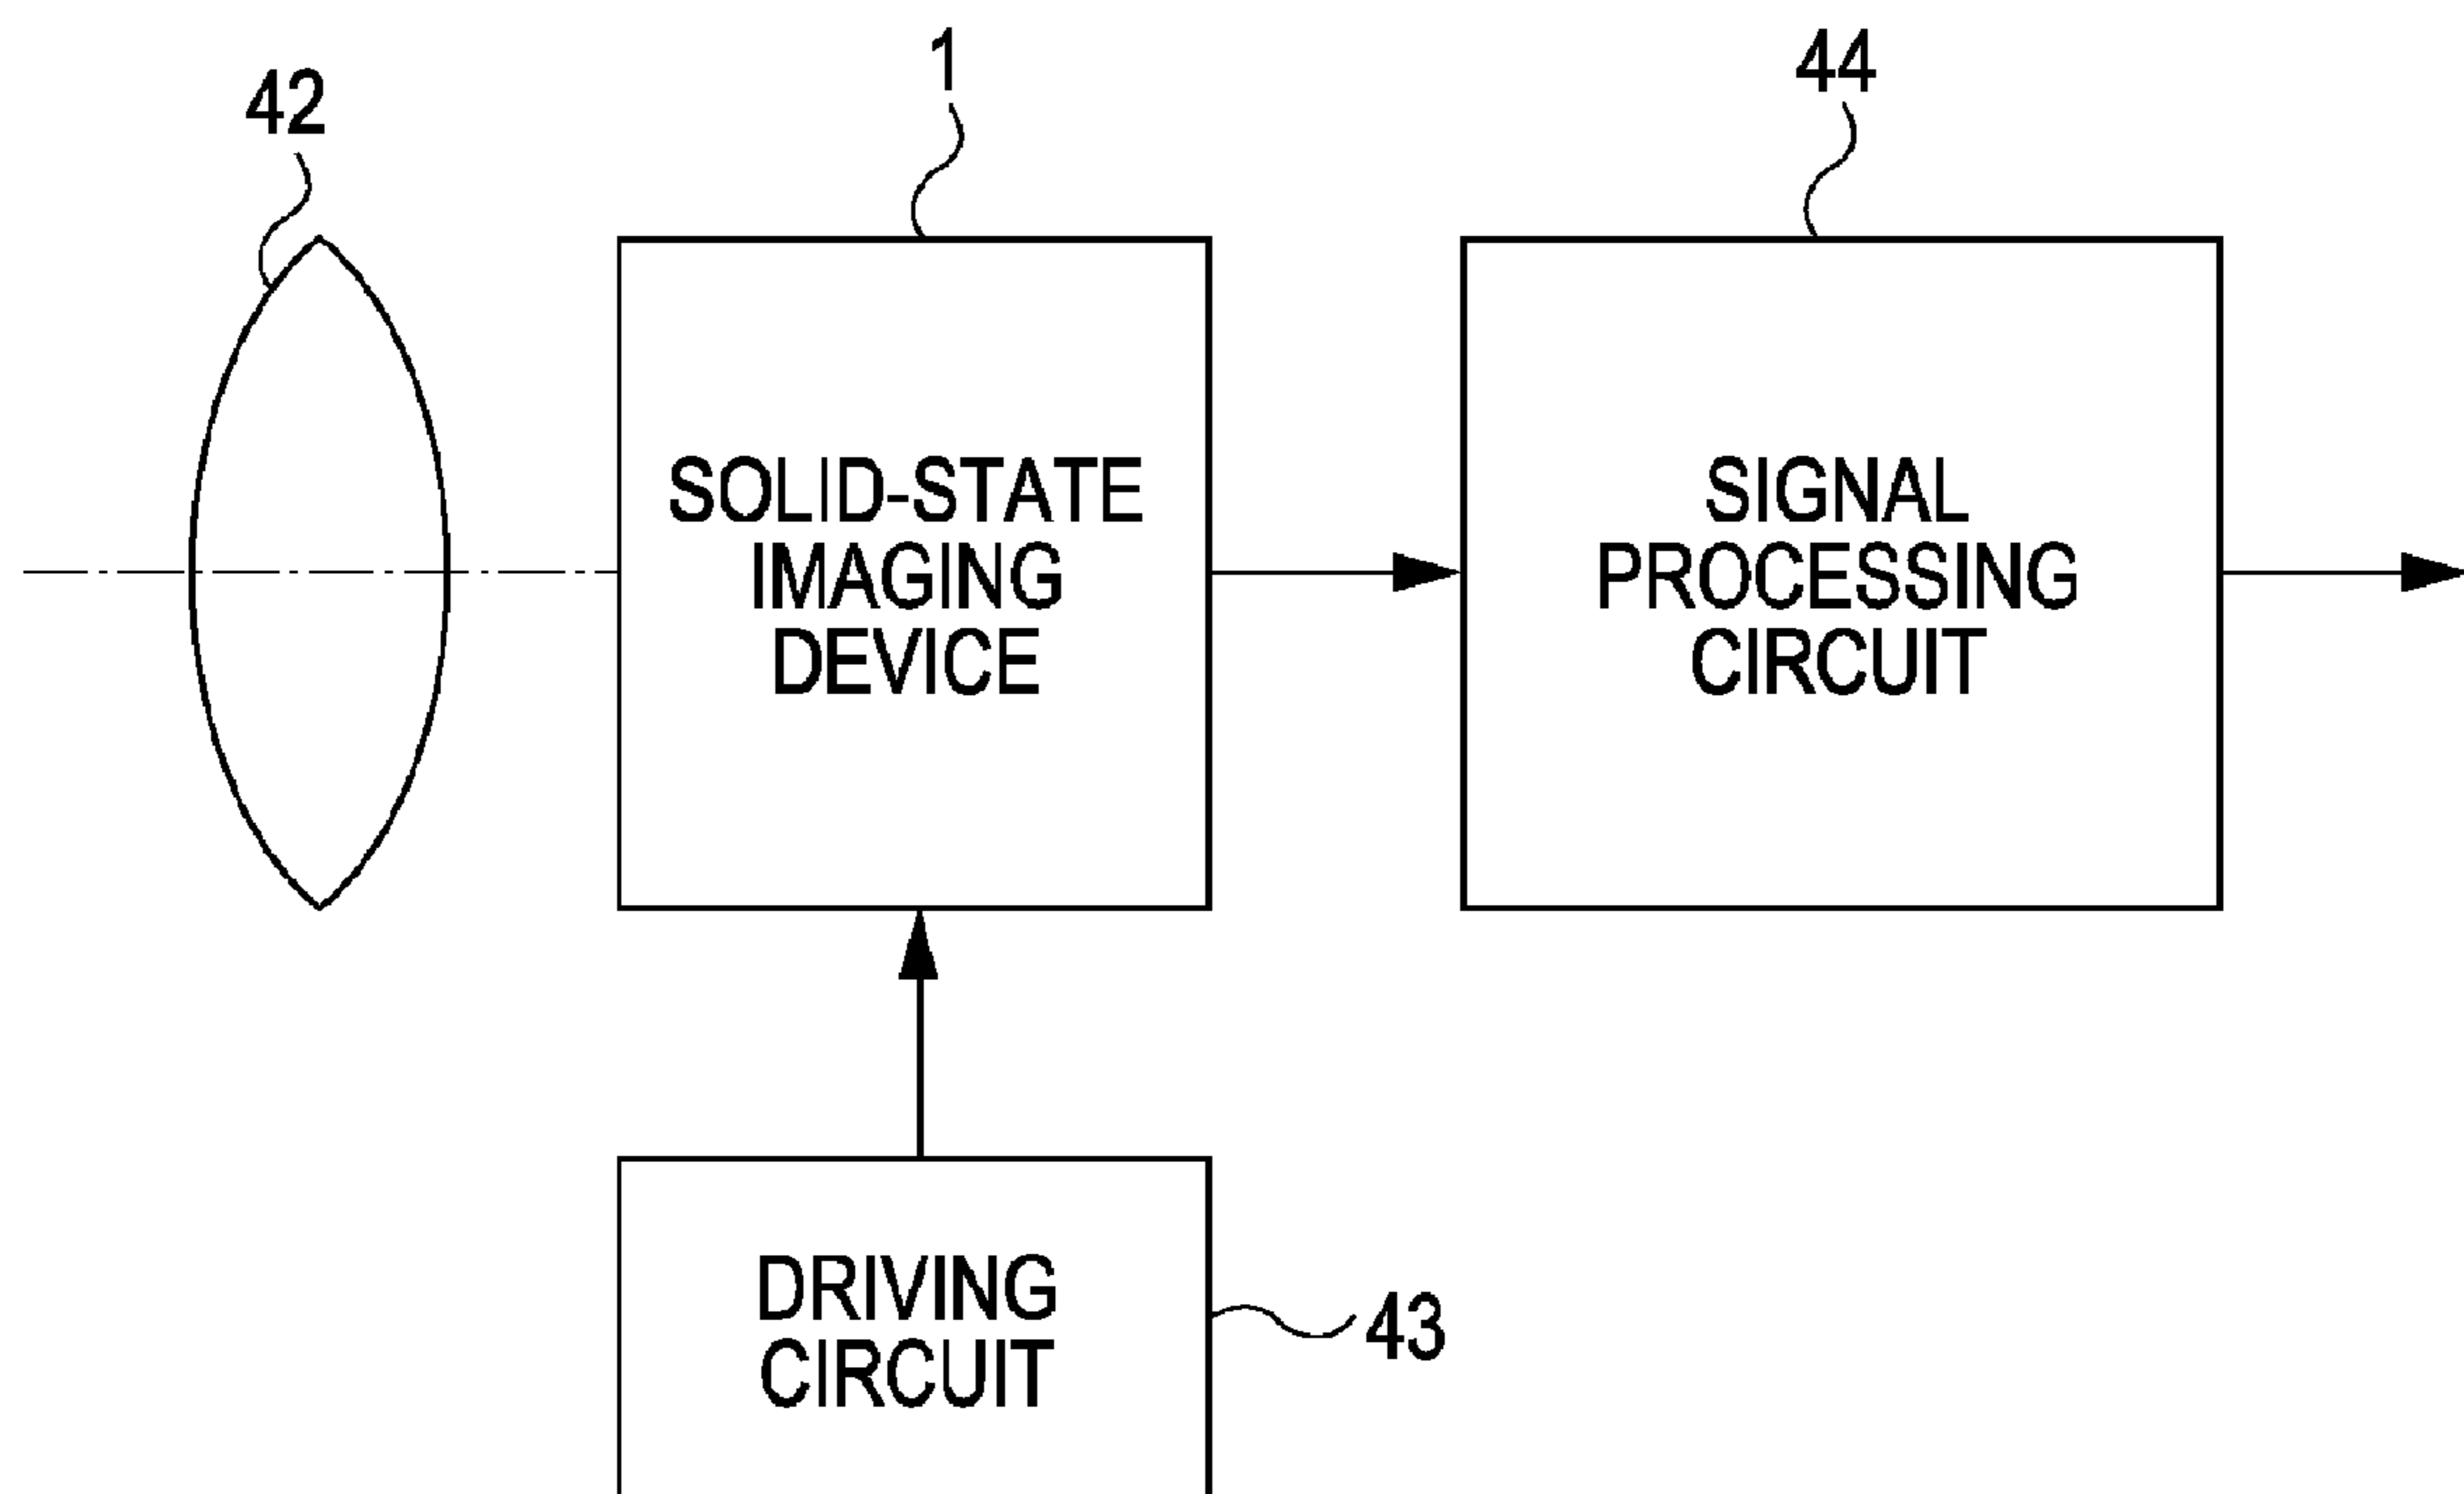 42
1
44
SOLID-STATE
IMAGING
DEVICE
SIGNAL
PROCESSING
CIRCUIT
DRIVING
CIRCUIT
43